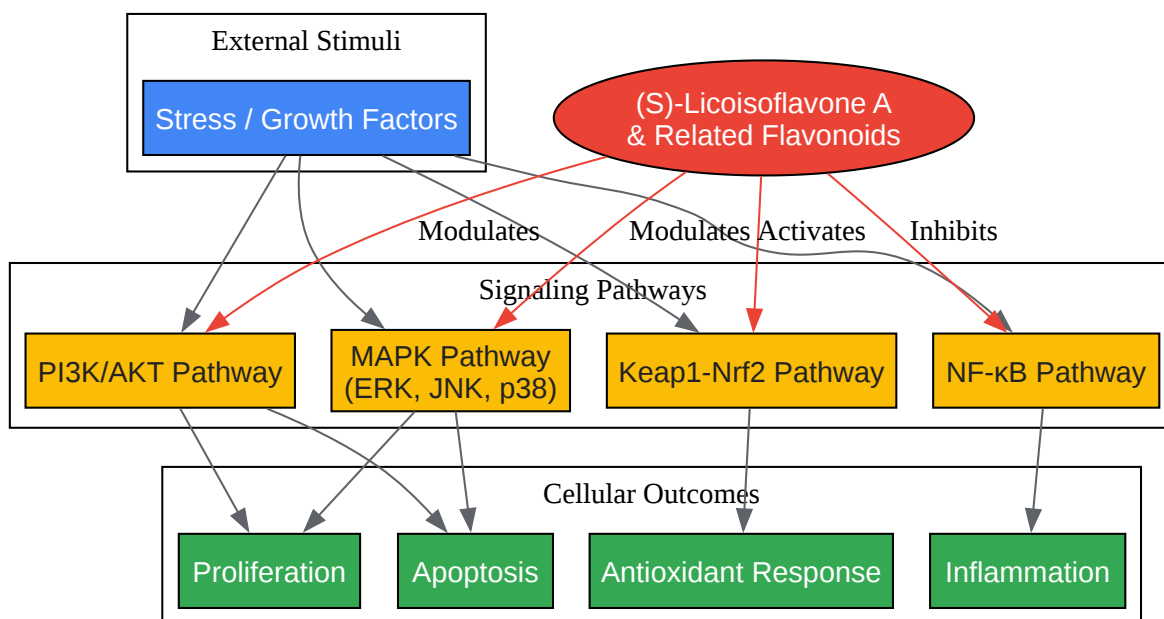 External Stimuli
Stress / Growth Factors
(S)-Licoisoflavone A
& Related Flavonoids
Modulates
Modulates
Activates
Inhibits
Signaling Pathways
PI3K/AKT Pathway
MAPK Pathway
(ERK, JNK, p38)
Keap1-Nrf2 Pathway
NF-κB Pathway
Cellular Outcomes
Proliferation
Apoptosis
Antioxidant Response
Inflammation